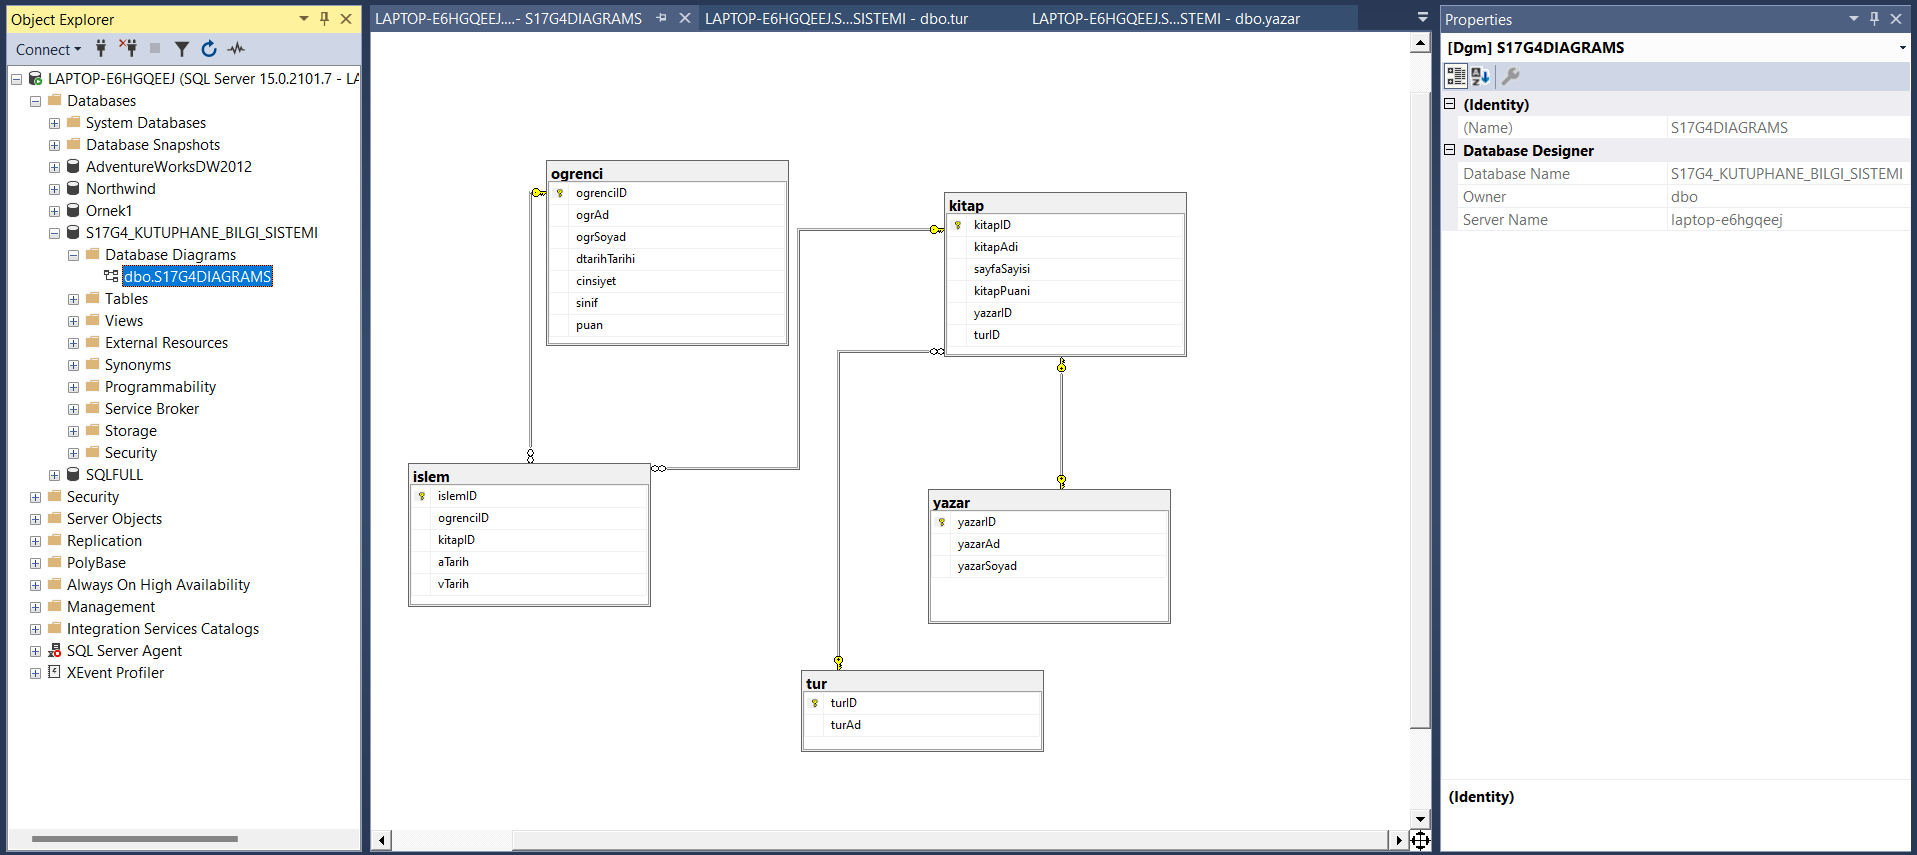 Object Explorer
Connect
LAPTOP-E6HGQEEJ (SQL Server 15.0.2101.7 - LA
Databases
System Databases
Database Snapshots
AdventureWorksDW2012
Northwind
Ornek1
S17G4_KUTUPHANE_BILGI_SISTEMI
Database Diagrams
dbo.S17G4DIAGRAMS
Tables
Views
External Resources
Synonyms
Programmability
Service Broker
Storage
Security
SQLFULL
Security
Server Objects
Replication
PolyBase
Always On High Availability
Management
Integration Services Catalogs
SQL Server Agent
XEvent Profiler
LAPTOP-E6HGQEEJ....- S17G4DIAGRAMS
LAPTOP-E6HGQEEJ.S...SISTEMI - dbo.tur
LAPTOP-E6HGQEEJ.S...STEMI - dbo.yazar
ogrenci
ogrenciID
ogrAd
ogrSoyad
dtarihTarihi
cinsiyet
sinif
puan
kitap
kitapID
kitapAdi
sayfaSayisi
kitapPuani
yazarID
turID
islem
islemID
ogrenciID
kitapID
aTarih
vTarih
yazar
yazarID
yazarAd
yazarSoyad
tur
turID
turAd
Properties
[Dgm] S17G4DIAGRAMS
(Identity)
(Name) S17G4DIAGRAMS
Database Designer
Database Name S17G4_KUTUPHANE_BILGI_SISTEMI
Owner dbo
Server Name laptop-e6hgqeej
(Identity)